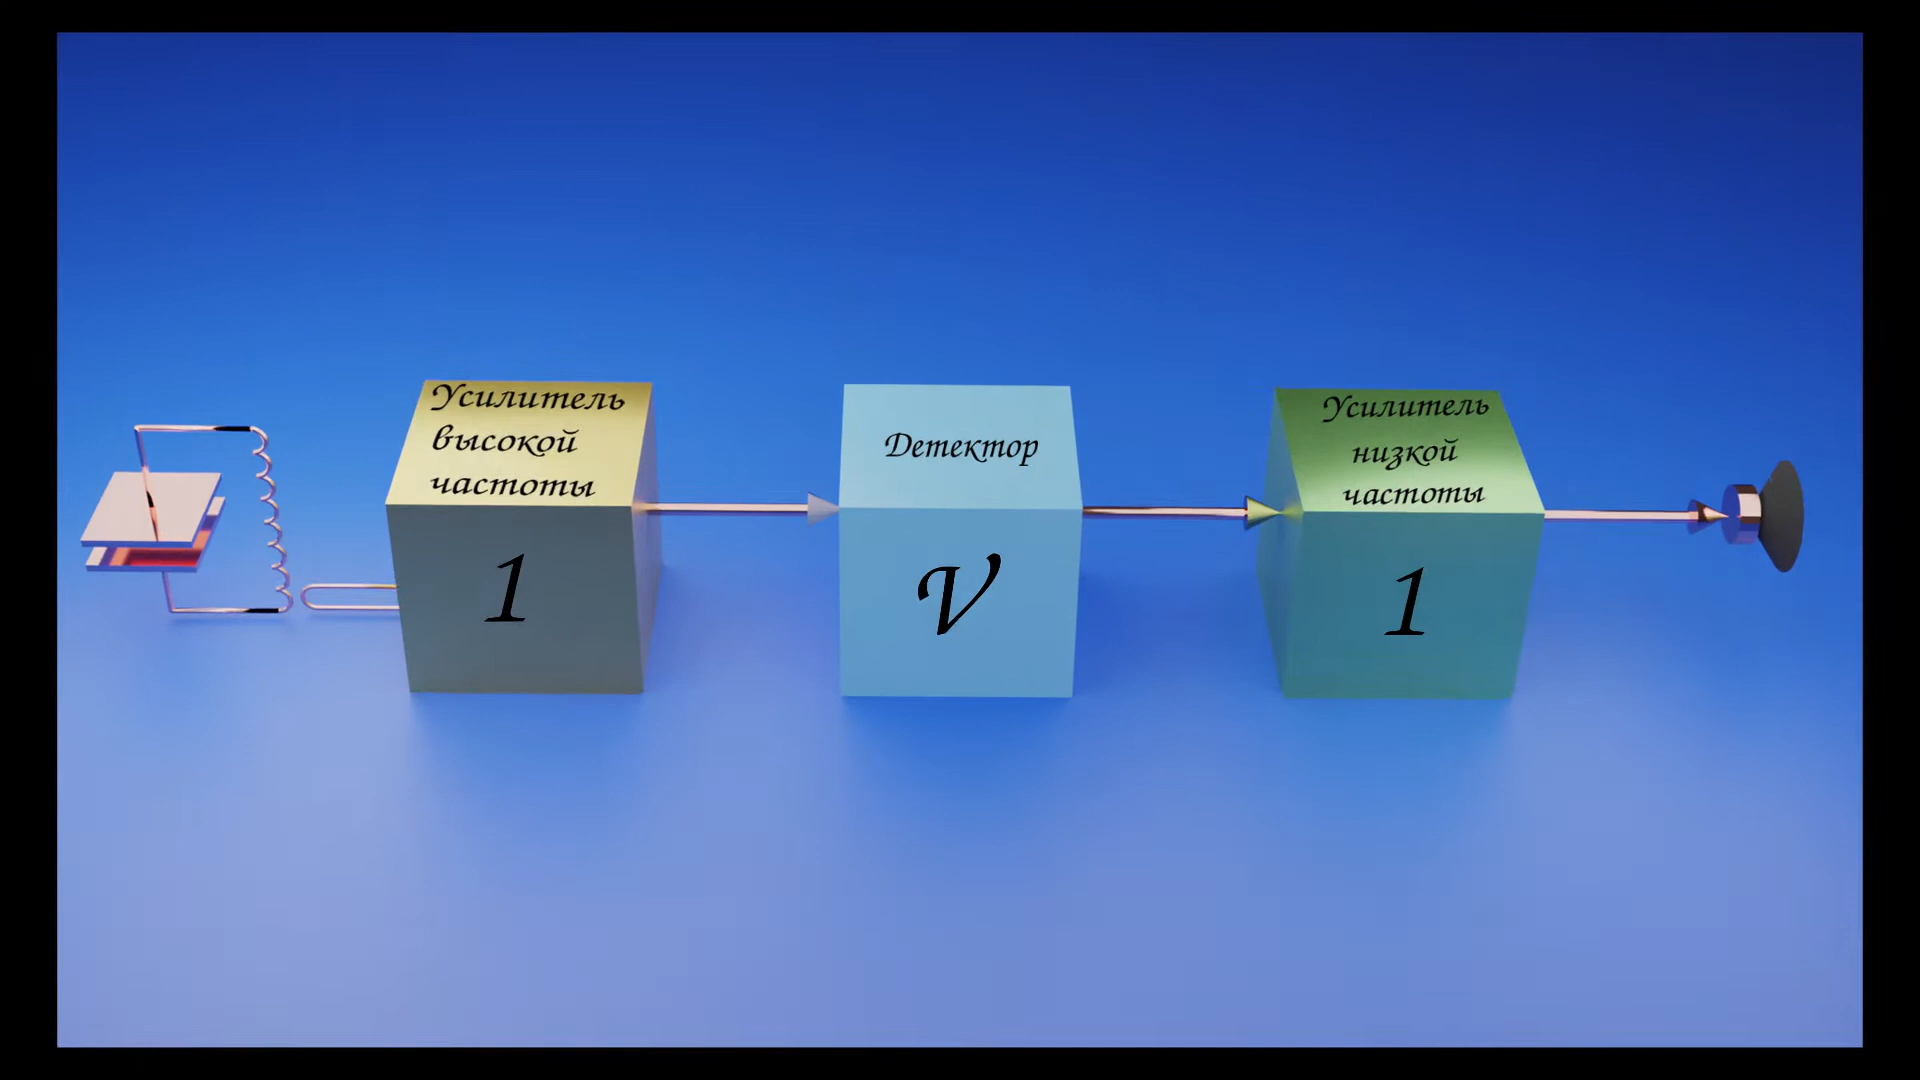 Усилитель
высокой
частоты
1
Детектор
V
Усилитель
низкой
частоты
1